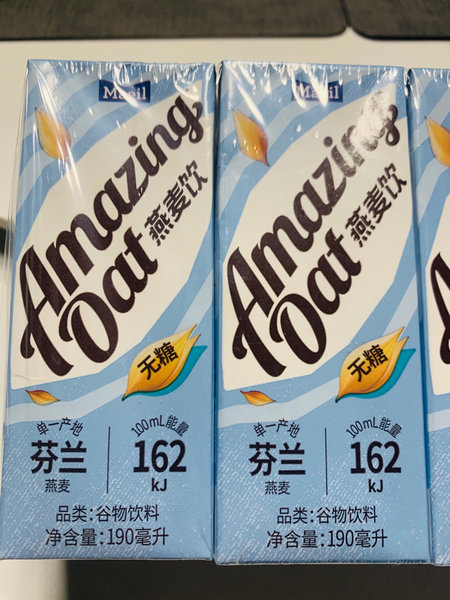 Maeil
Amazing
Oat
燕麦饮
无糖
单一产地
芬兰
燕麦
100mL能量
162
kJ
品类:谷物饮料
净含量:190毫升
Maeil
Amazing
Oat
燕麦饮
无糖
单一产地
芬兰
燕麦
100mL能量
162
kJ
品类:谷物饮料
净含量:190毫升